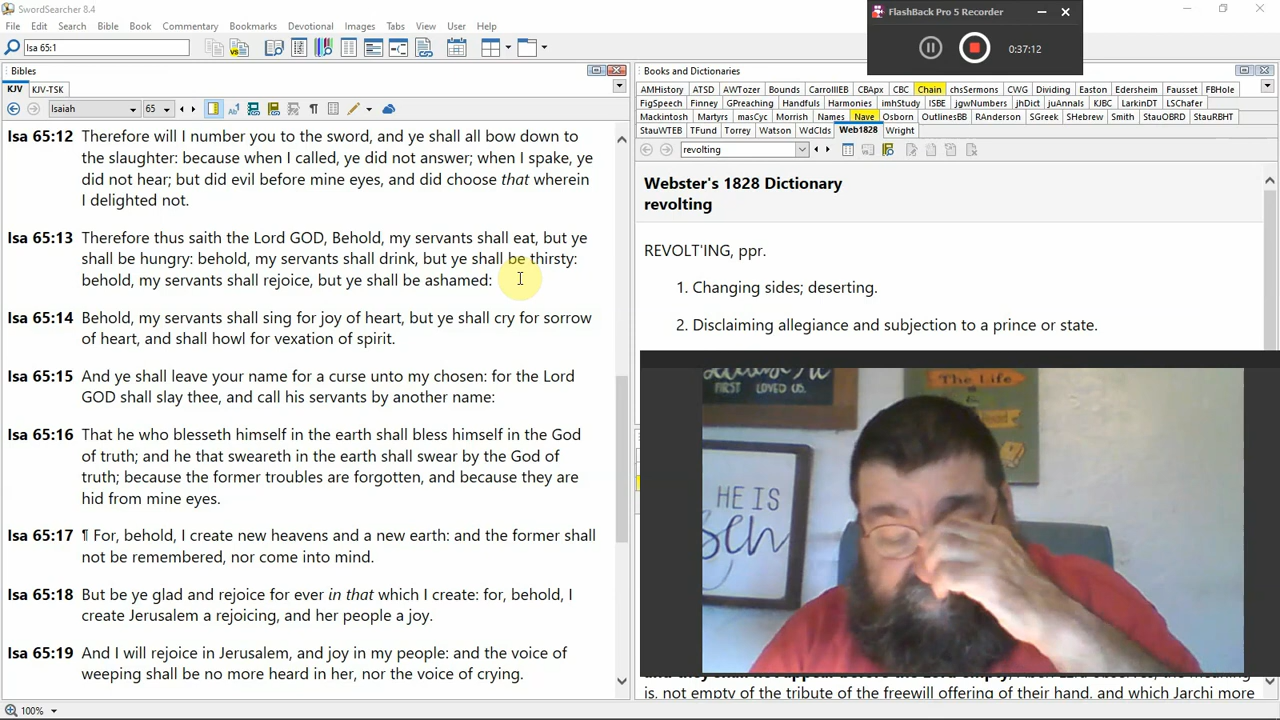 SwordSearcher 8.4
File Edit Search Bible Book Commentary Bookmarks Devotional Images Tabs View User Help
Isa 65:1
VS
Bibles
KJV KJV-TSK
Isaiah 65
Isa 65:12 Therefore will I number you to the sword, and ye shall all bow down to
the slaughter: because when I called, ye did not answer; when I spake, ye
did not hear; but did evil before mine eyes, and did choose that wherein
I delighted not.
Isa 65:13 Therefore thus saith the Lord GOD, Behold, my servants shall eat, but ye
shall be hungry: behold, my servants shall drink, but ye shall be thirsty:
behold, my servants shall rejoice, but ye shall be ashamed:
Isa 65:14 Behold, my servants shall sing for joy of heart, but ye shall cry for sorrow
of heart, and shall howl for vexation of spirit.
Isa 65:15 And ye shall leave your name for a curse unto my chosen: for the Lord
GOD shall slay thee, and call his servants by another name:
Isa 65:16 That he who blesseth himself in the earth shall bless himself in the God
of truth; and he that sweareth in the earth shall swear by the God of
truth; because the former troubles are forgotten, and because they are
hid from mine eyes.
Isa 65:17 ¶ For, behold, I create new heavens and a new earth: and the former shall
not be remembered, nor come into mind.
Isa 65:18 But be ye glad and rejoice for ever in that which I create: for, behold, I
create Jerusalem a rejoicing, and her people a joy.
Isa 65:19 And I will rejoice in Jerusalem, and joy in my people: and the voice of
weeping shall be no more heard in her, nor the voice of crying.
100%
FlashBack Pro 5 Recorder
0:37:12
Books and Dictionaries
AMHistory ATSD AWTozer Bounds CarrollEB CBApx CBC Chain chsSermons CWG Dividing Easton Edersheim Fausset FBHole
FigSpeech Finney GPreaching Handfuls Harmonies imhStudy ISBE jgwNumbers jhDict juAnnals KJBC LarkinDT LSChafer
Mackintosh Martyrs masCyc Morrish Names Nave Osborn OutlinesBB RAnderson SGreek SHebrew Smith StauOBRD StauRBHT
StauWTEB TFund Torrey Watson WdClds Web1828 Wright
revolting
Webster's 1828 Dictionary
revolting
REVOLT'ING, ppr.
1. Changing sides; deserting.
2. Disclaiming allegiance and subjection to a prince or state.
FIRST LOVED US.
The Life
HE IS
is, not empty of the tribute of the freewill offering of their hand, and which Jarchi more